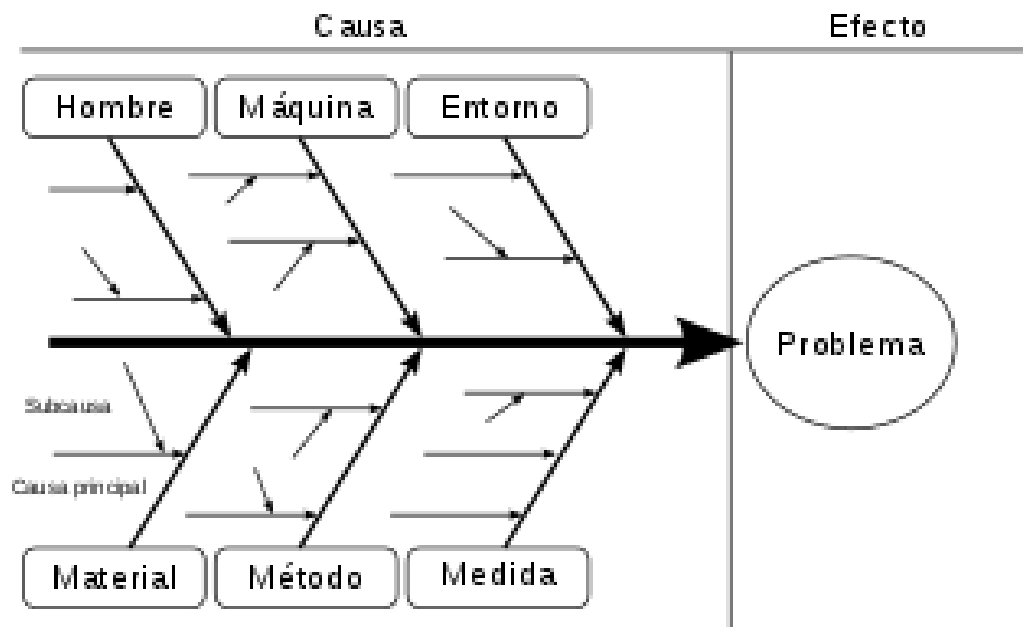 Causa
Efecto
Hombre
Máquina
Entorno
Problema
Subcausa
Causa principal
Material
Método
Medida